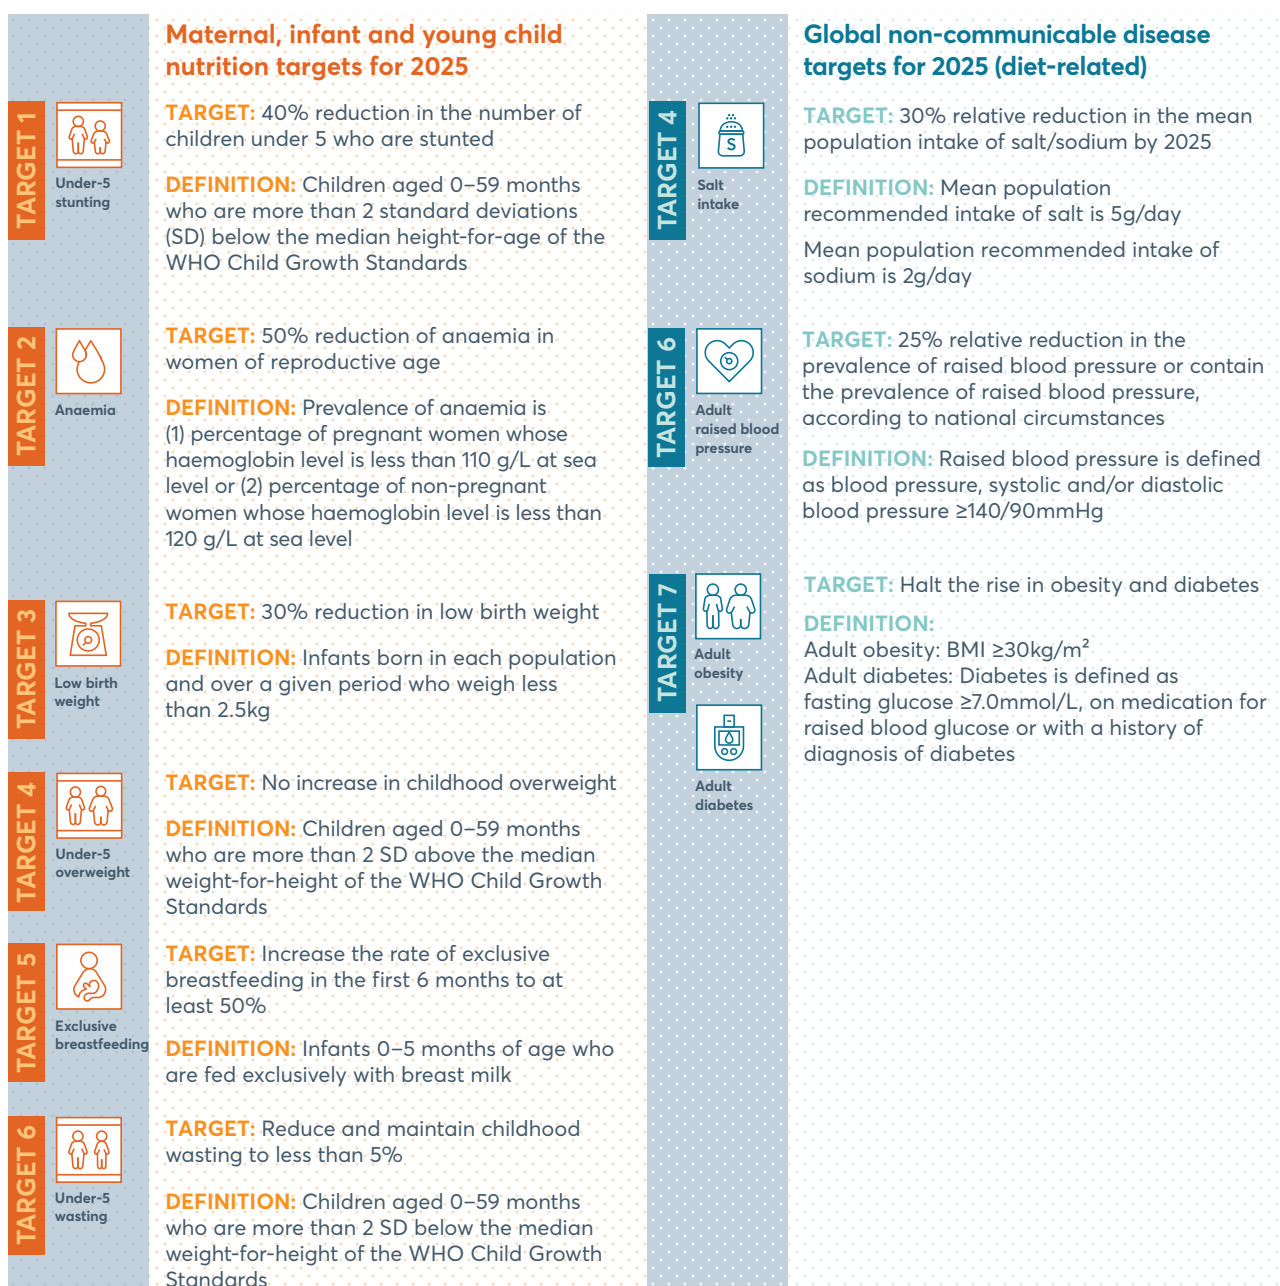 Maternal, infant and young child
nutrition targets for 2025
TARGET 1
Under-5
stunting
TARGET: 40% reduction in the number of
children under 5 who are stunted
DEFINITION: Children aged 0–59 months
who are more than 2 standard deviations
(SD) below the median height-for-age of the
WHO Child Growth Standards
TARGET 2
Anaemia
TARGET: 50% reduction of anaemia in
women of reproductive age
DEFINITION: Prevalence of anaemia is
(1) percentage of pregnant women whose
haemoglobin level is less than 110 g/L at sea
level or (2) percentage of non-pregnant
women whose haemoglobin level is less than
120 g/L at sea level
TARGET 3
Low birth
weight
TARGET: 30% reduction in low birth weight
DEFINITION: Infants born in each population
and over a given period who weigh less
than 2.5kg
TARGET 4
Under-5
overweight
TARGET: No increase in childhood overweight
DEFINITION: Children aged 0–59 months
who are more than 2 SD above the median
weight-for-height of the WHO Child Growth
Standards
TARGET 5
Exclusive
breastfeeding
TARGET: Increase the rate of exclusive
breastfeeding in the first 6 months to at
least 50%
DEFINITION: Infants 0–5 months of age who
are fed exclusively with breast milk
TARGET 6
Under-5
wasting
TARGET: Reduce and maintain childhood
wasting to less than 5%
DEFINITION: Children aged 0–59 months
who are more than 2 SD below the median
weight-for-height of the WHO Child Growth
Standards
Global non-communicable disease
targets for 2025 (diet-related)
TARGET 4
S
Salt
intake
TARGET: 30% relative reduction in the mean
population intake of salt/sodium by 2025
DEFINITION: Mean population
recommended intake of salt is 5g/day
Mean population recommended intake of
sodium is 2g/day
TARGET 6
Adult
raised blood
pressure
TARGET: 25% relative reduction in the
prevalence of raised blood pressure or contain
the prevalence of raised blood pressure,
according to national circumstances
DEFINITION: Raised blood pressure is defined
as blood pressure, systolic and/or diastolic
blood pressure ≥140/90mmHg
TARGET 7
Adult
obesity
Adult
diabetes
TARGET: Halt the rise in obesity and diabetes
DEFINITION:
Adult obesity: BMI ≥30kg/m²
Adult diabetes: Diabetes is defined as
fasting glucose ≥7.0mmol/L, on medication for
raised blood glucose or with a history of
diagnosis of diabetes